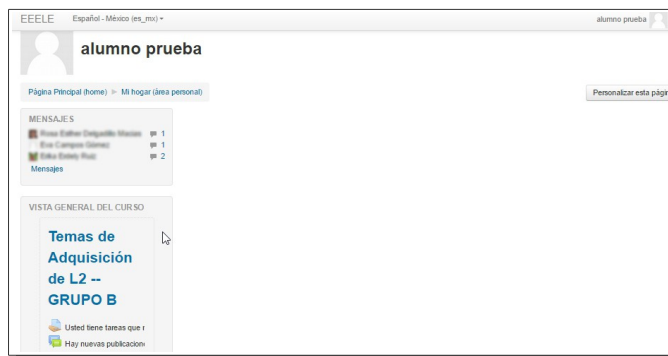 EEELE Español - México (es_mx) alumno prueba
alumno prueba
Página Principal (home) Mi hogar (área personal) Personalizar esta págin
MENSAJES
1
1
2
Mensajes
VISTA GENERAL DEL CURSO
Temas de
Adquisición
de L2 --
GRUPO B
Usted tiene tareas que r
Hay nuevas publicacion